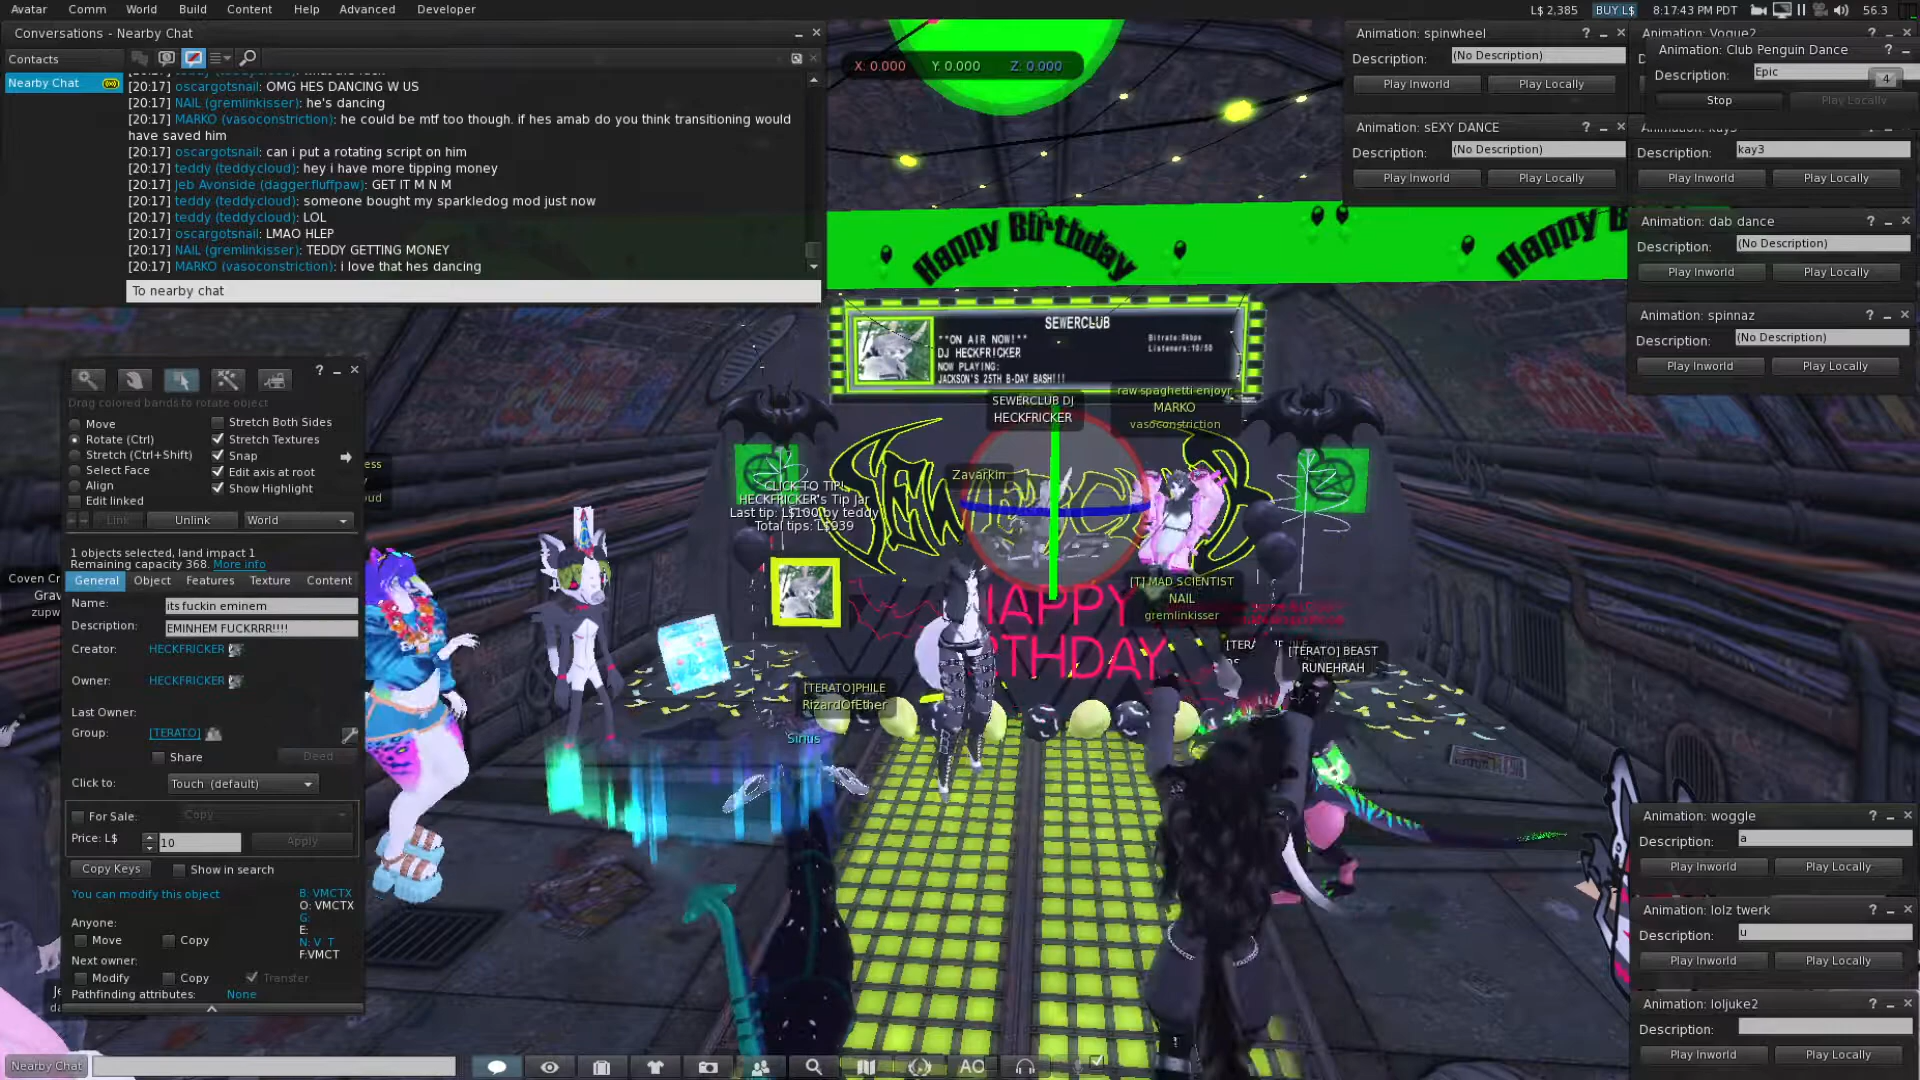 Avatar Comm World Build Content Help Advanced Developer
L$ 2,385 BUY L$ 8:17:43 PM PDT 56.3
Conversations - Nearby Chat
Contacts
Nearby Chat
[20:17] oscargotsnail: OMG HES DANCING W US
[20:17] NAIL (gremlinkisser): he's dancing
[20:17] MARKO (vasoconstriction): he could be mtf too though. if hes amab do you think transitioning would
have saved him
[20:17] oscargotsnail: can i put a rotating script on him
[20:17] teddy (teddy.cloud): hey i have more tipping money
[20:17] Jeb Avonside (dagger.fluffpaw): GET IT M N M
[20:17] teddy (teddy.cloud): someone bought my sparkledog mod just now
[20:17] teddy (teddy.cloud): LOL
[20:17] oscargotsnail: LMAO HLEP
[20:17] NAIL (gremlinkisser): TEDDY GETTING MONEY
[20:17] MARKO (vasoconstriction): i love that hes dancing
To nearby chat
X: 0.000 Y: 0.000 Z: 0.000
Animation: spinwheel
Description: (No Description)
Play Inworld Play Locally
Animation: Vogue2
Animation: Club Penguin Dance
Description: Epic
4
Stop Play Locally
Animation: sEXY DANCE
Description: (No Description)
Play Inworld Play Locally
Animation: kay3
Description: kay3
Play Inworld Play Locally
Animation: dab dance
Description: (No Description)
Play Inworld Play Locally
Animation: spinnaz
Description: (No Description)
Play Inworld Play Locally
Happy Birthday
Happy B
SEWERCLUB
**ON AIR NOW!**
DJ HECKFRICKER
NOW PLAYING:
JACKSON'S 25TH B-DAY BASH!!!
Bitrate:0kbps
Listeners:10/50
SEWERCLUB DJ
HECKFRICKER
raw spaghetti enjoyr
MARKO
vasoconstriction
Zavarkin
CLICK TO TIP!
HECKFRICKER's Tip Jar
Last tip: L$100 by teddy
Total tips: L$939
[T] MAD SCIENTIST
NAIL
gremlinkisser
HAPPY
BIRTHDAY
[TERATO] BEAST
RUNEHRAH
[TERATO]PHILE
RizardOfEther
Sirius
Drag colored bands to rotate object
Move
Rotate (Ctrl)
Stretch (Ctrl+Shift)
Select Face
Align
Edit linked
Stretch Both Sides
Stretch Textures
Snap
Edit axis at root
Show Highlight
Link Unlink World
1 objects selected, land impact 1
Remaining capacity 368. More info
General Object Features Texture Content
Name: its fuckin eminem
Description: EMINHEM FUCKRRR!!!!
Creator: HECKFRICKER
Owner: HECKFRICKER
Last Owner:
Group: [TERATO]
Share Deed
Click to: Touch (default)
For Sale: Copy
Price: L$ 10 Apply
Copy Keys Show in search
You can modify this object
B: VMCTX
O: VMCTX
G:
E:
N: V T
F:VMCT
Anyone:
Move Copy
Next owner:
Modify Copy Transfer
Pathfinding attributes: None
Animation: woggle
Description: a
Play Inworld Play Locally
Animation: lolz twerk
Description: u
Play Inworld Play Locally
Animation: loljuke2
Description:
Play Inworld Play Locally
Nearby Chat
AO